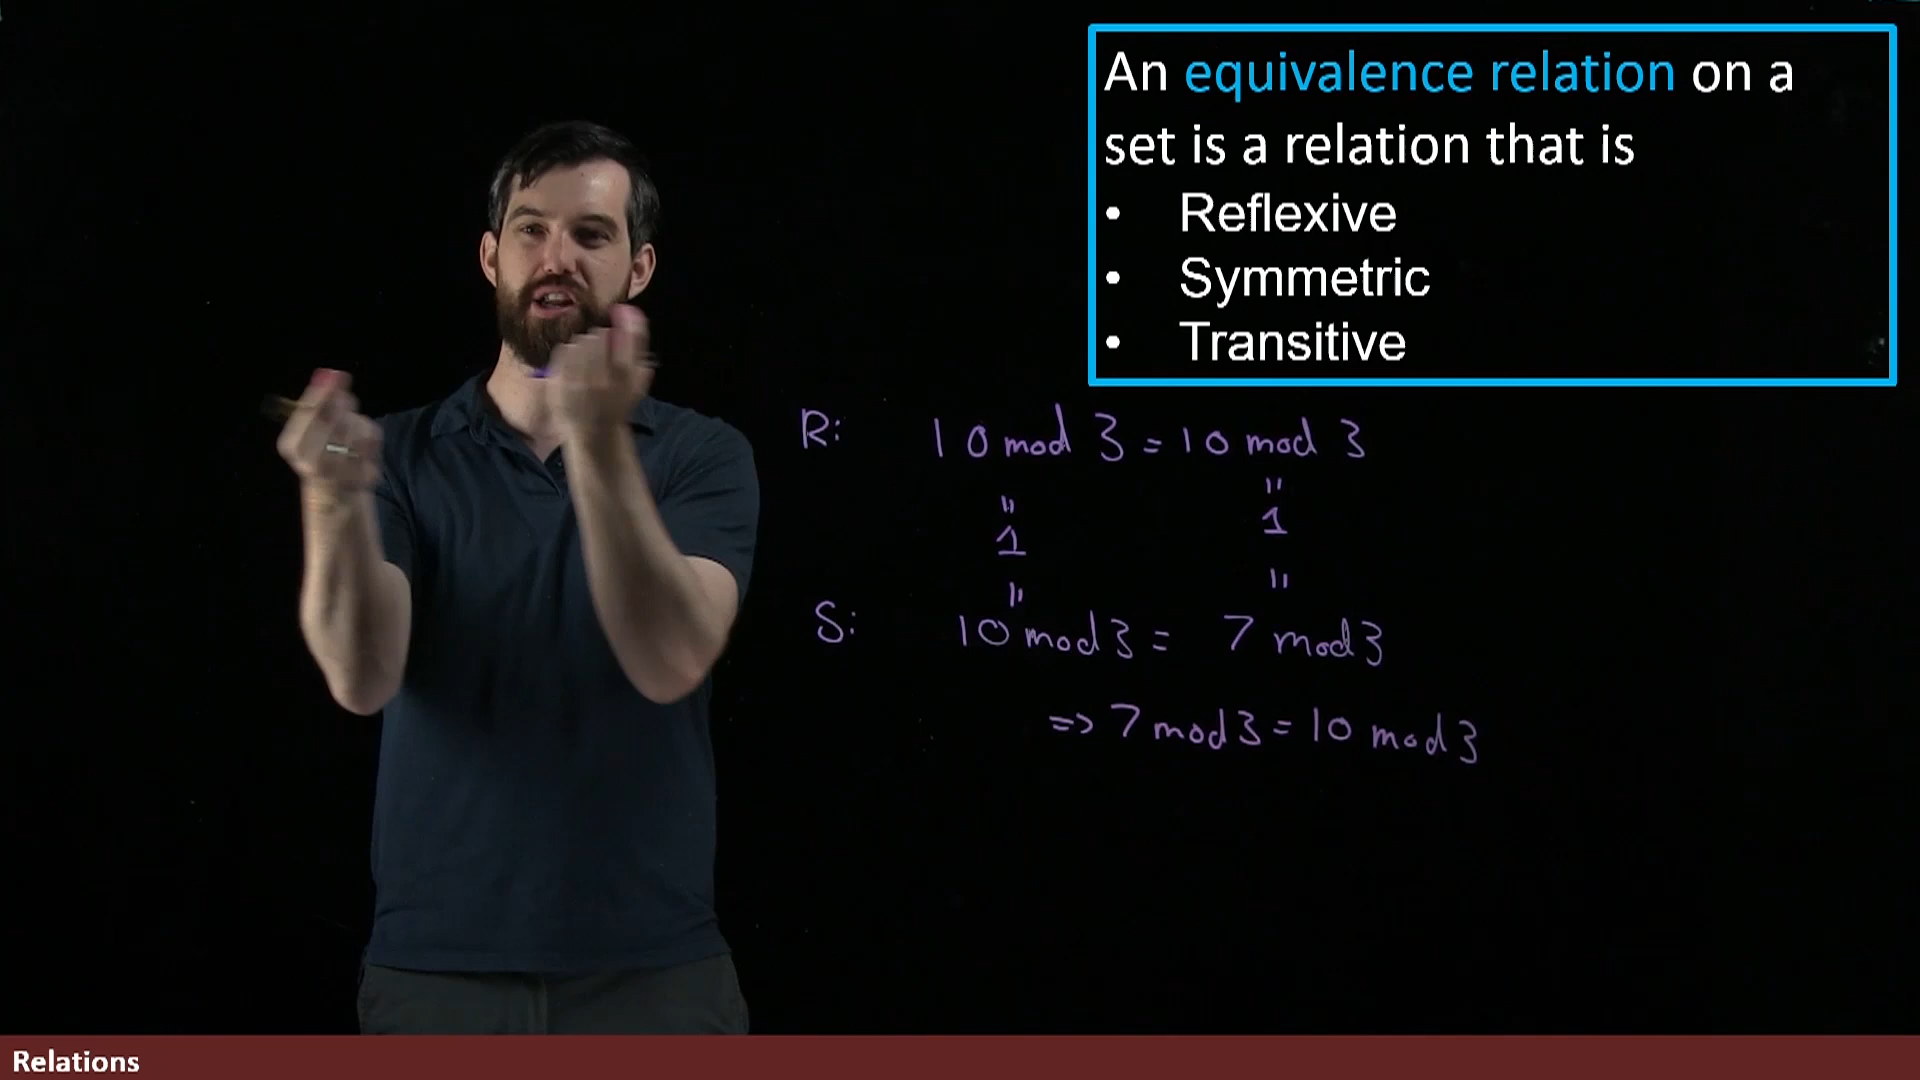 An equivalence relation on a
set is a relation that is
• Reflexive
• Symmetric
• Transitive
R: 10 mod 3 = 10 mod 3
" "
1 1
" "
S: 10 mod 3 = 7 mod 3
=> 7 mod 3 = 10 mod 3
Relations